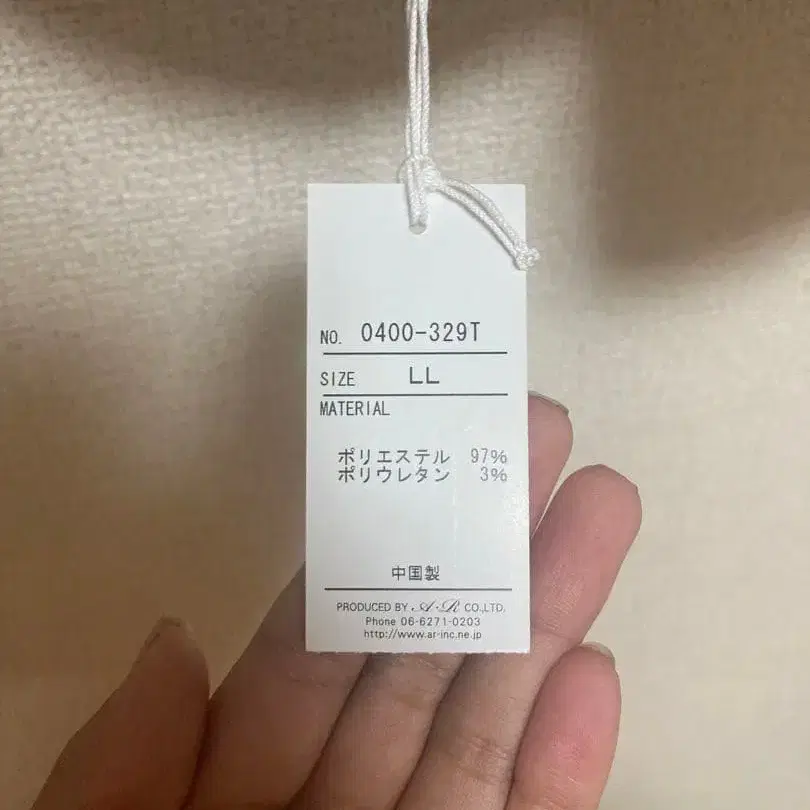 NO. 0400-329T
SIZE LL
MATERIAL
ポリエステル 97%
ポリウレタン 3%
中国製
PRODUCED BY A・R CO.,LTD.
Phone 06-6271-0203
http://www.ar-inc.ne.jp